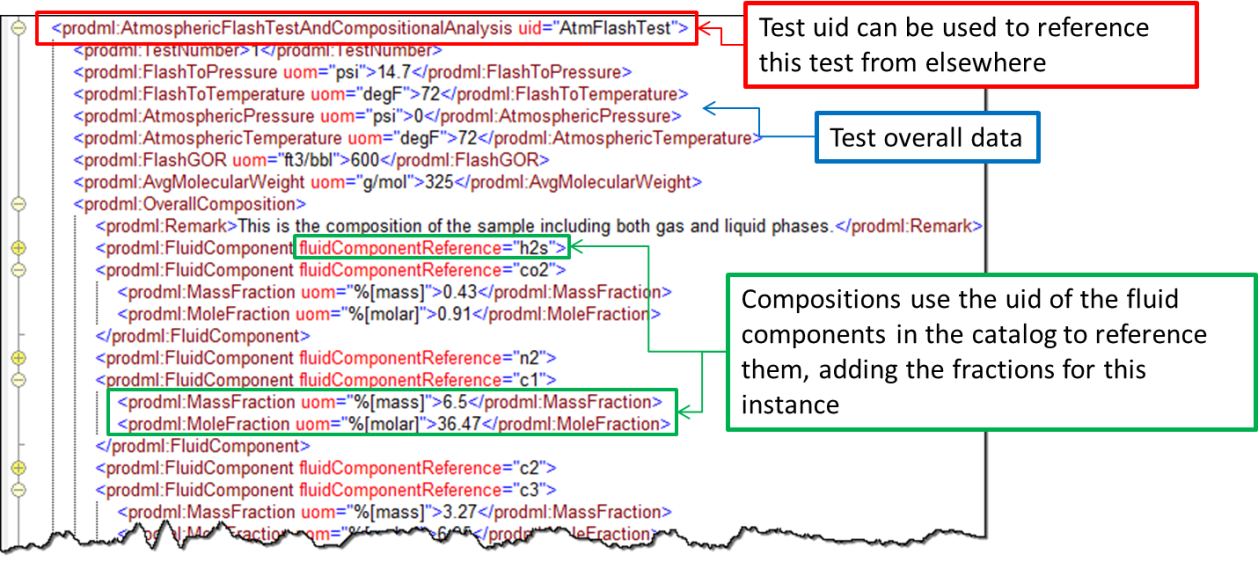 <prodml:AtmosphericFlashTestAndCompositionalAnalysis uid="AtmFlashTest">
<prodml:TestNumber>1</prodml:TestNumber>
<prodml:FlashToPressure uom="psi">14.7</prodml:FlashToPressure>
<prodml:FlashToTemperature uom="degF">72</prodml:FlashToTemperature>
<prodml:AtmosphericPressure uom="psi">0</prodml:AtmosphericPressure>
<prodml:AtmosphericTemperature uom="degF">72</prodml:AtmosphericTemperature>
<prodml:FlashGOR uom="ft3/bbl">600</prodml:FlashGOR>
<prodml:AvgMolecularWeight uom="g/mol">325</prodml:AvgMolecularWeight>
<prodml:OverallComposition>
<prodml:Remark>This is the composition of the sample including both gas and liquid phases.</prodml:Remark>
<prodml:FluidComponent fluidComponentReference="h2s">
<prodml:FluidComponent fluidComponentReference="co2">
<prodml:MassFraction uom="%[mass]">0.43</prodml:MassFraction>
<prodml:MoleFraction uom="%[molar]">0.91</prodml:MoleFraction>
</prodml:FluidComponent>
<prodml:FluidComponent fluidComponentReference="n2">
<prodml:FluidComponent fluidComponentReference="c1">
<prodml:MassFraction uom="%[mass]">6.5</prodml:MassFraction>
<prodml:MoleFraction uom="%[molar]">36.47</prodml:MoleFraction>
</prodml:FluidComponent>
<prodml:FluidComponent fluidComponentReference="c2">
<prodml:FluidComponent fluidComponentReference="c3">
<prodml:MassFraction uom="%[mass]">3.27</prodml:MassFraction>
Test uid can be used to reference
this test from elsewhere
Test overall data
Compositions use the uid of the fluid
components in the catalog to reference
them, adding the fractions for this
instance